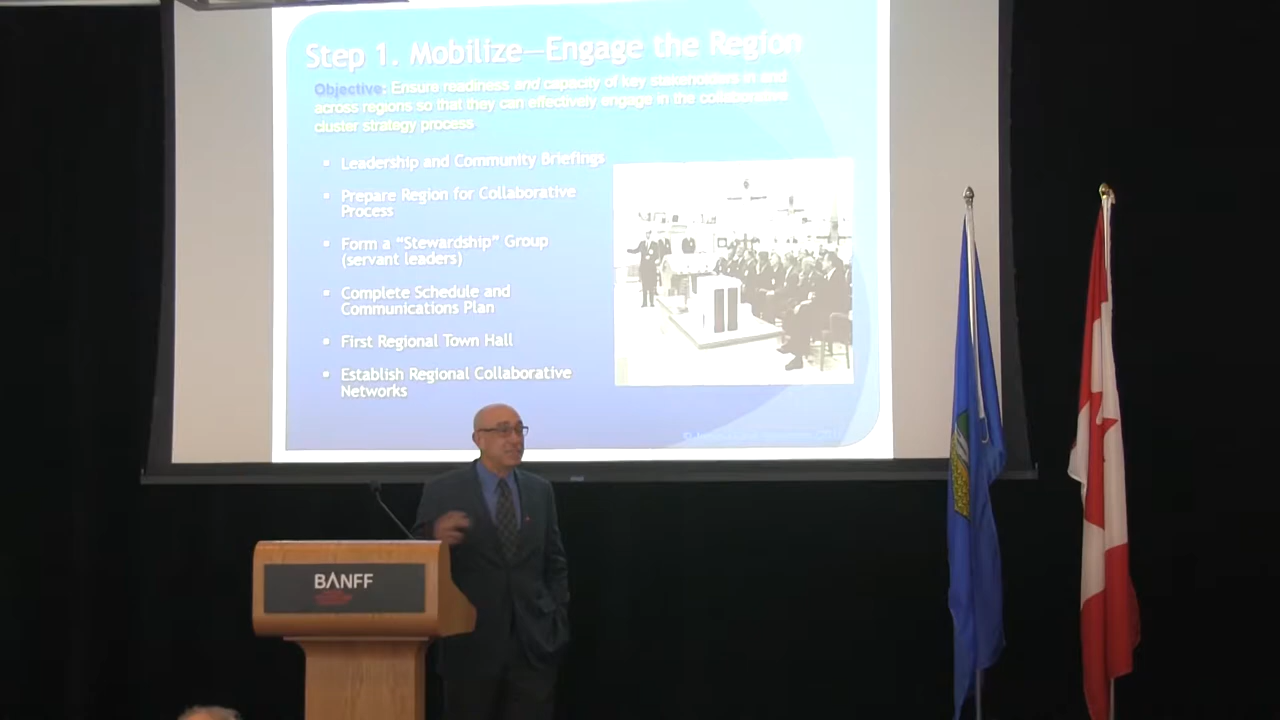 Step 1. Mobilize—Engage the Region
Objective: Ensure readiness and capacity of key stakeholders in and
across regions so that they can effectively engage in the collaborative
cluster strategy process
▪ Leadership and Community Briefings
▪ Prepare Region for Collaborative
Process
▪ Form a “Stewardship” Group
(servant leaders)
▪ Complete Schedule and
Communications Plan
▪ First Regional Town Hall
▪ Establish Regional Collaborative
Networks
BANFF